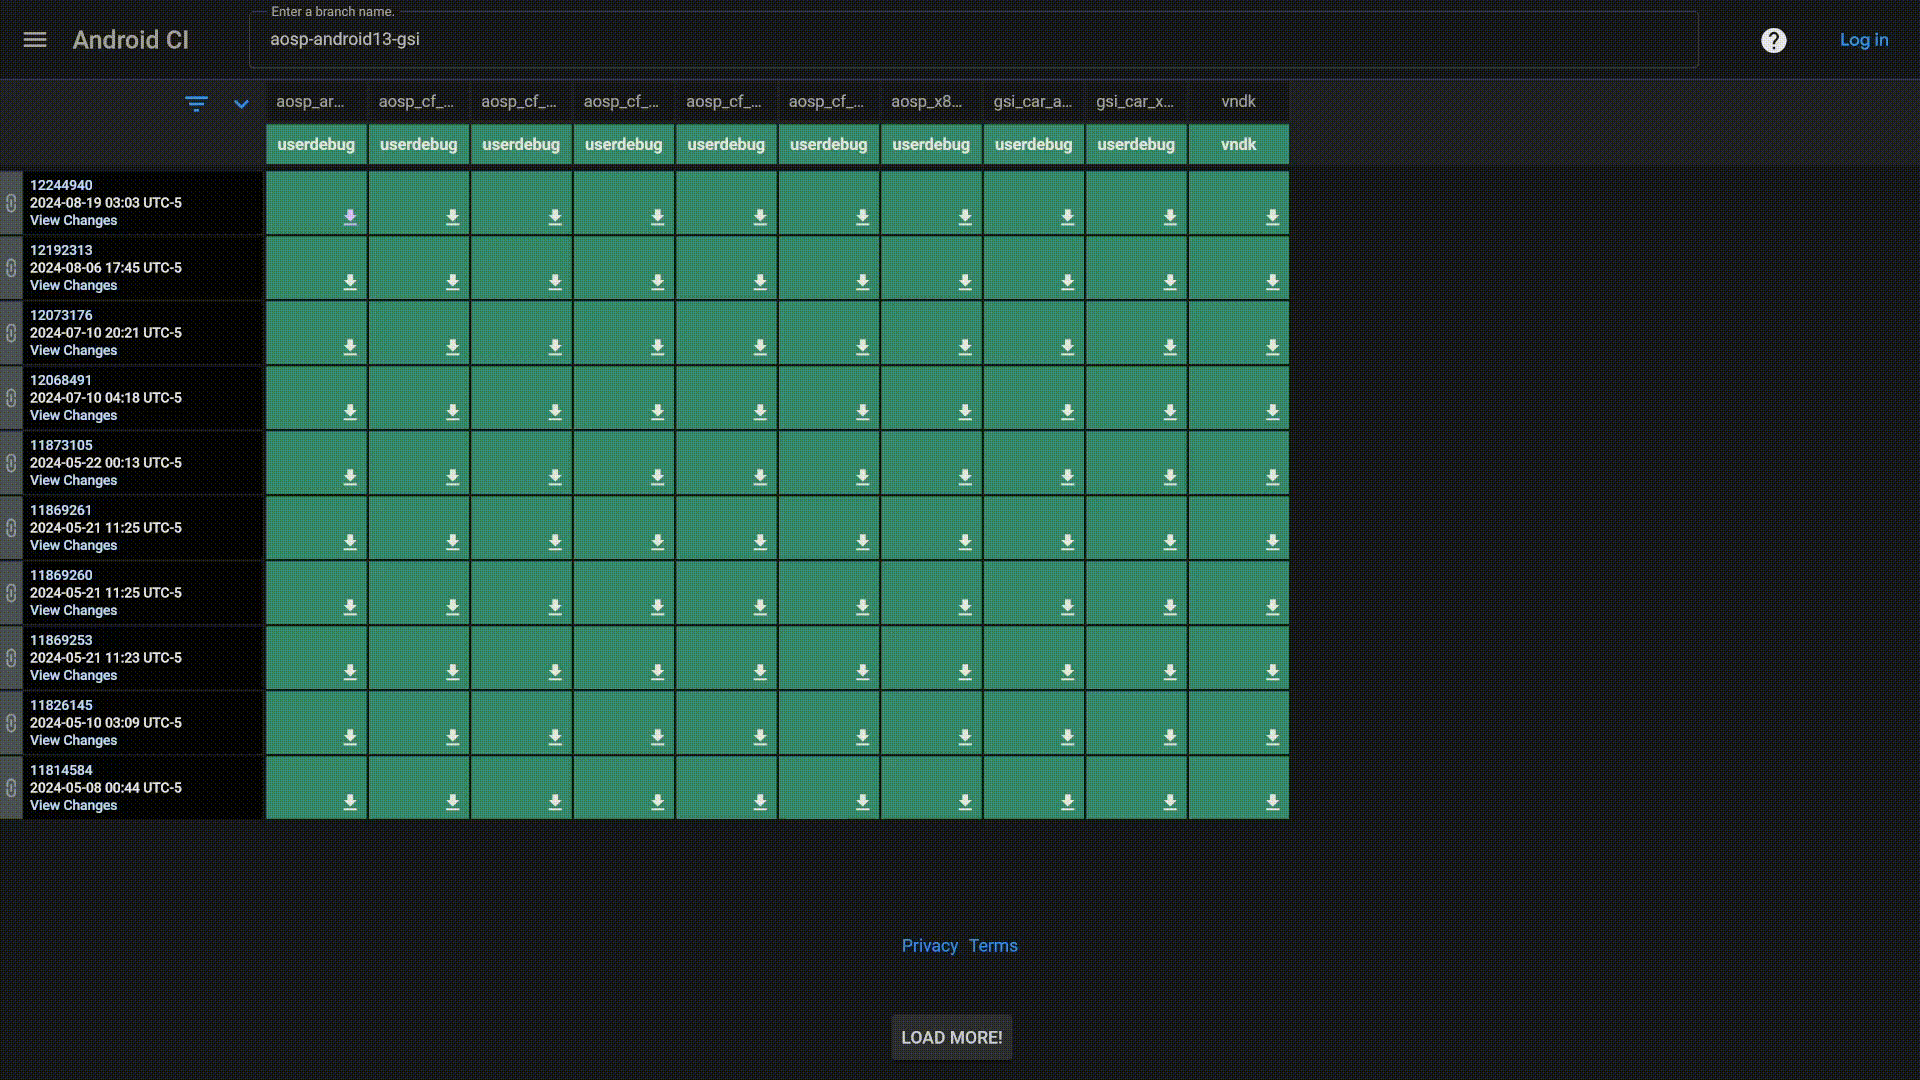 Enter a branch name.
Android CI
aosp-android13-gsi
Log in
aosp_ar... aosp_cf_... aosp_cf_... aosp_cf_... aosp_cf_... aosp_cf_... aosp_x8... gsi_car_a... gsi_car_x... vndk
userdebug userdebug userdebug userdebug userdebug userdebug userdebug userdebug userdebug vndk
12244940
2024-08-19 03:03 UTC-5
View Changes
12192313
2024-08-06 17:45 UTC-5
View Changes
12073176
2024-07-10 20:21 UTC-5
View Changes
12068491
2024-07-10 04:18 UTC-5
View Changes
11873105
2024-05-22 00:13 UTC-5
View Changes
11869261
2024-05-21 11:25 UTC-5
View Changes
11869260
2024-05-21 11:25 UTC-5
View Changes
11869253
2024-05-21 11:23 UTC-5
View Changes
11826145
2024-05-10 03:09 UTC-5
View Changes
11814584
2024-05-08 00:44 UTC-5
View Changes
Privacy Terms
LOAD MORE!